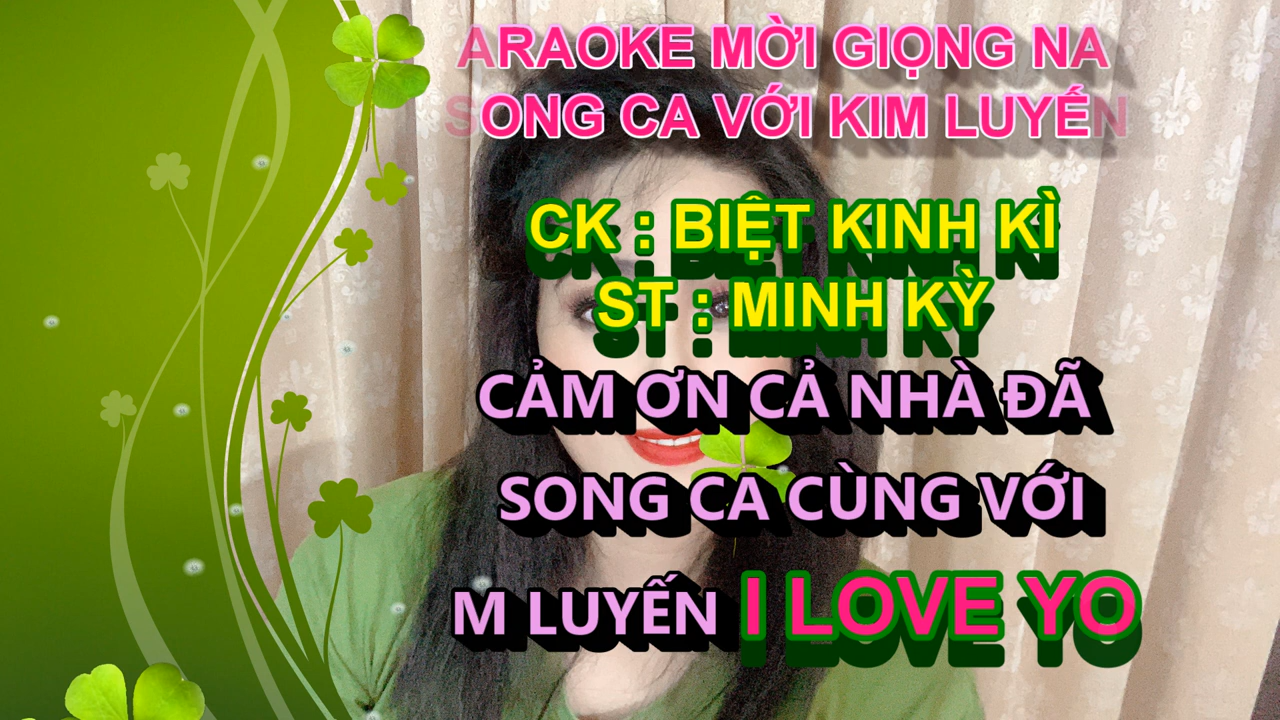 ARAOKE MỜI GIỌNG NA
SONG CA VỚI KIM LUYẾN
CK : BIỆT KINH KÌ
ST : MINH KỲ
CẢM ƠN CẢ NHÀ ĐÃ
SONG CA CÙNG VỚI
M LUYẾN I LOVE YO